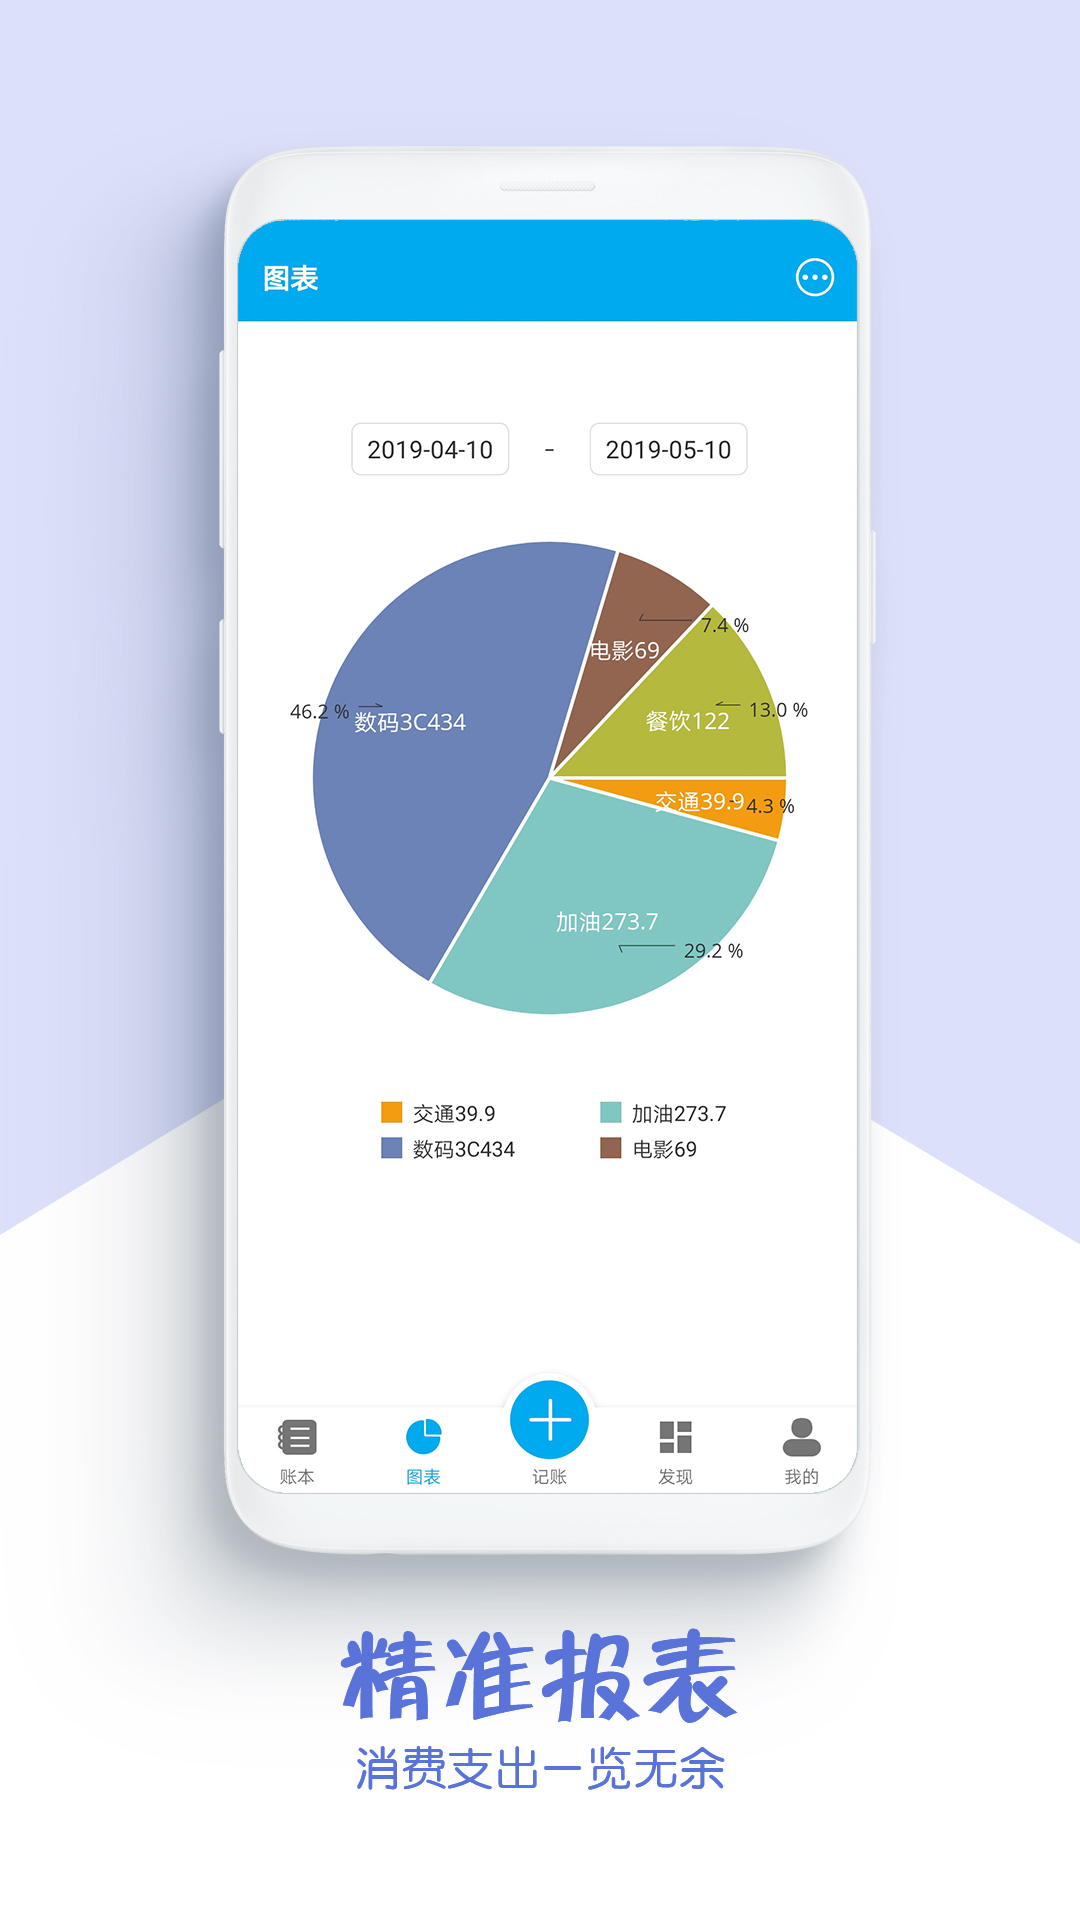 图表
2019-04-10 - 2019-05-10
7.4 %
电影69
46.2 %
数码3C434
餐饮122
13.0 %
交通39.9
4.3 %
加油273.7
29.2 %
交通39.9
加油273.7
数码3C434
电影69
账本
图表
记账
发现
我的
精准报表
消费支出一览无余